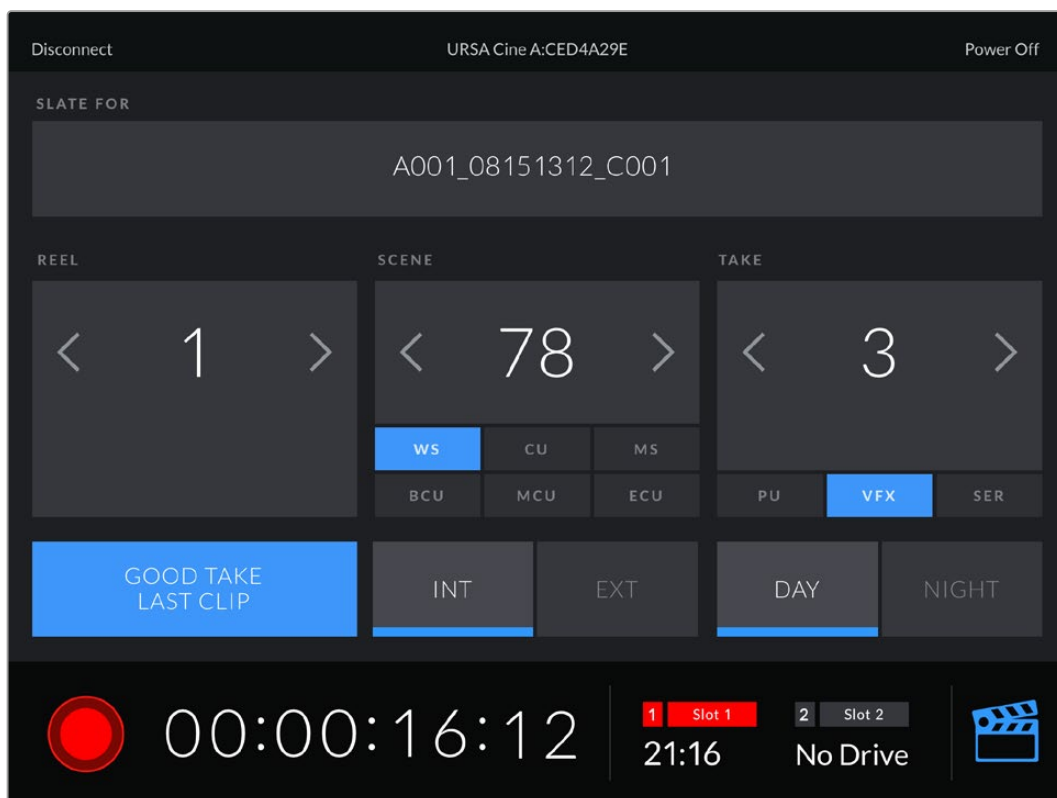 Disconnect URSA Cine A:CED4A29E Power Off
SLATE FOR
A001_08151312_C001
REEL SCENE TAKE
1 78 3
WS CU MS
BCU MCU ECU PU VFX SER
GOOD TAKE
LAST CLIP
INT EXT DAY NIGHT
00:00:16:12
1 Slot 1 2 Slot 2
21:16 No Drive